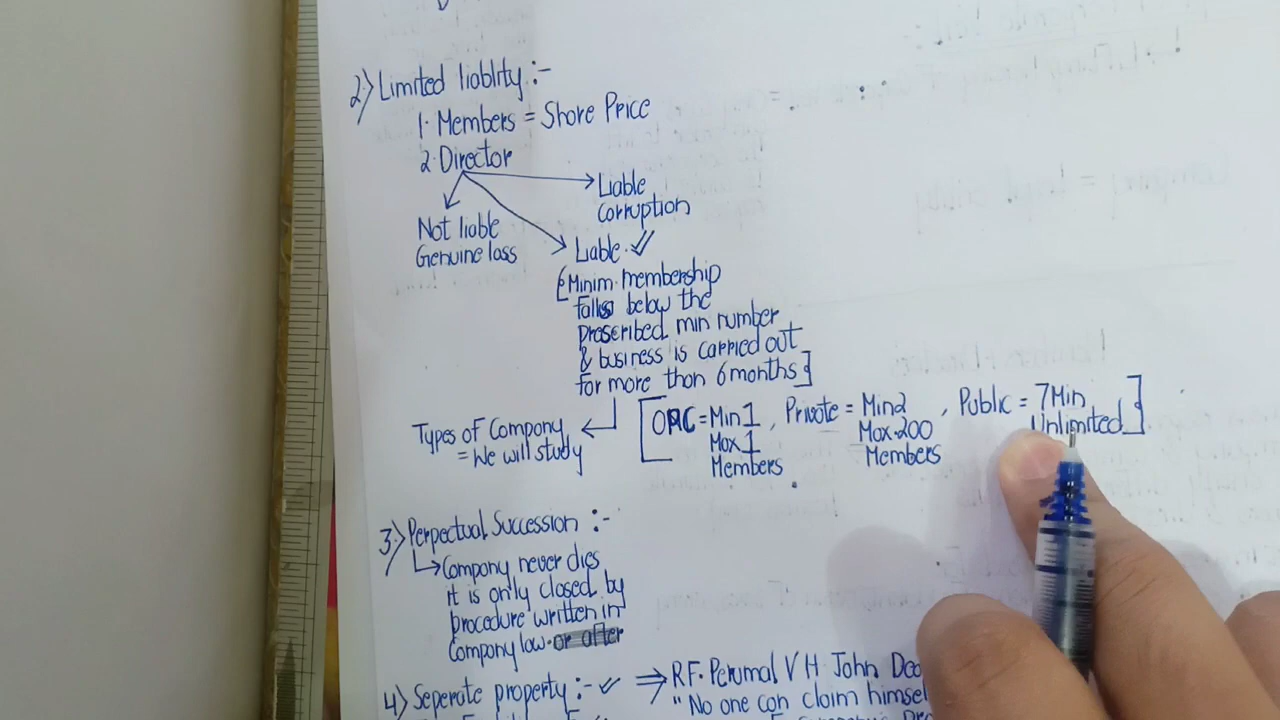 2) Limited liablity :-
1. Members = Share Price
2. Director
Liable
Corruption
Not liable
Genuine loss
Liable.
[Minim. membership
falls below the
prescribed min number
& business is carried out
for more than 6 months]
Types of Company
= We will study
[OPC = Min 1, Private = Min 2, Public = 7 Min
Max 1 Max. 200 Unlimited]
Members Members
3) Perpectual Succession :-
Company never dies
it is only closed by
procedure written in
Company law. or after
4) Seperate property :- ⇒ RF. Perumal V H. John Dea
"No one can claim himsel